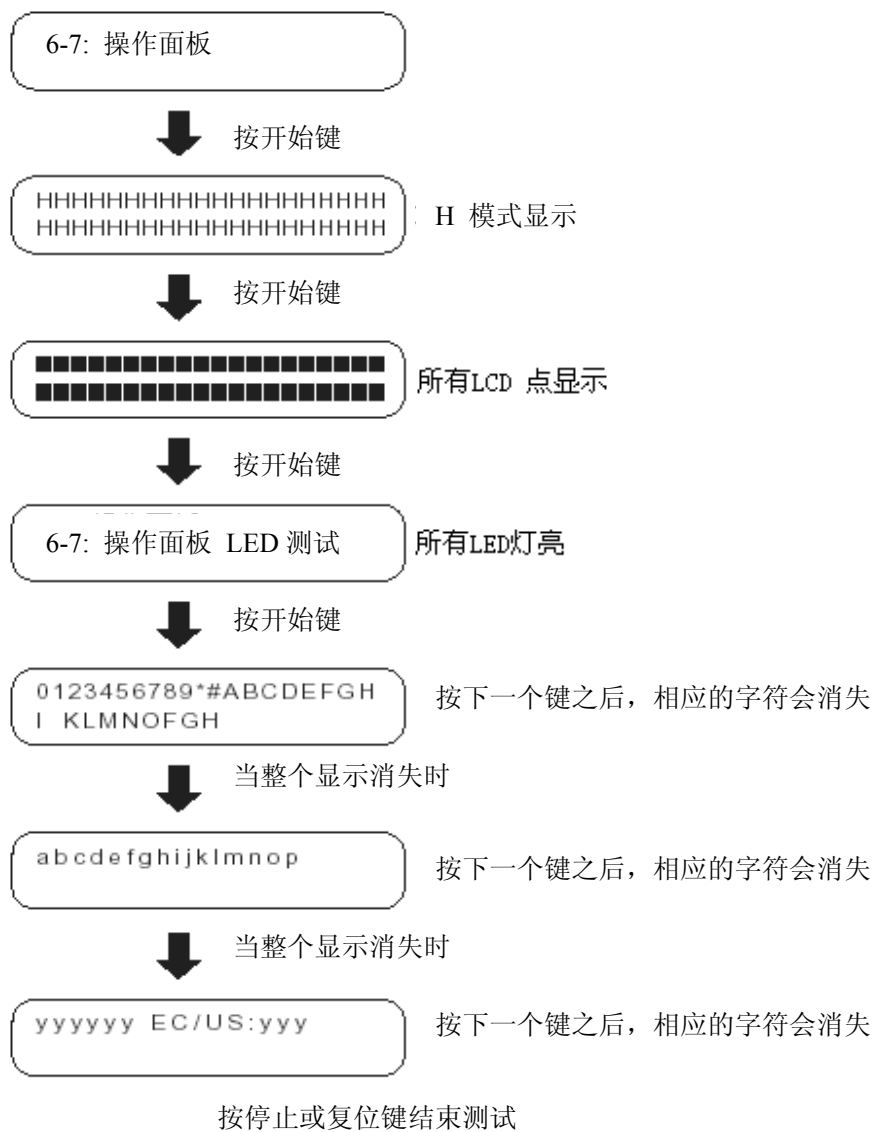 6-7: 操作面板
按开始键
HHHHHHHHHHHHHHHHHHHH
HHHHHHHHHHHHHHHHHHHH
H 模式显示
按开始键
所有LCD 点显示
按开始键
6-7: 操作面板 LED 测试
所有LED灯亮
按开始键
0123456789*#ABCDEFGH
I KLMNOFGH
按下一个键之后，相应的字符会消失
当整个显示消失时
abcdefghijklmnop
按下一个键之后，相应的字符会消失
当整个显示消失时
yyyyyy EC/US:yyy
按下一个键之后，相应的字符会消失
按停止或复位键结束测试